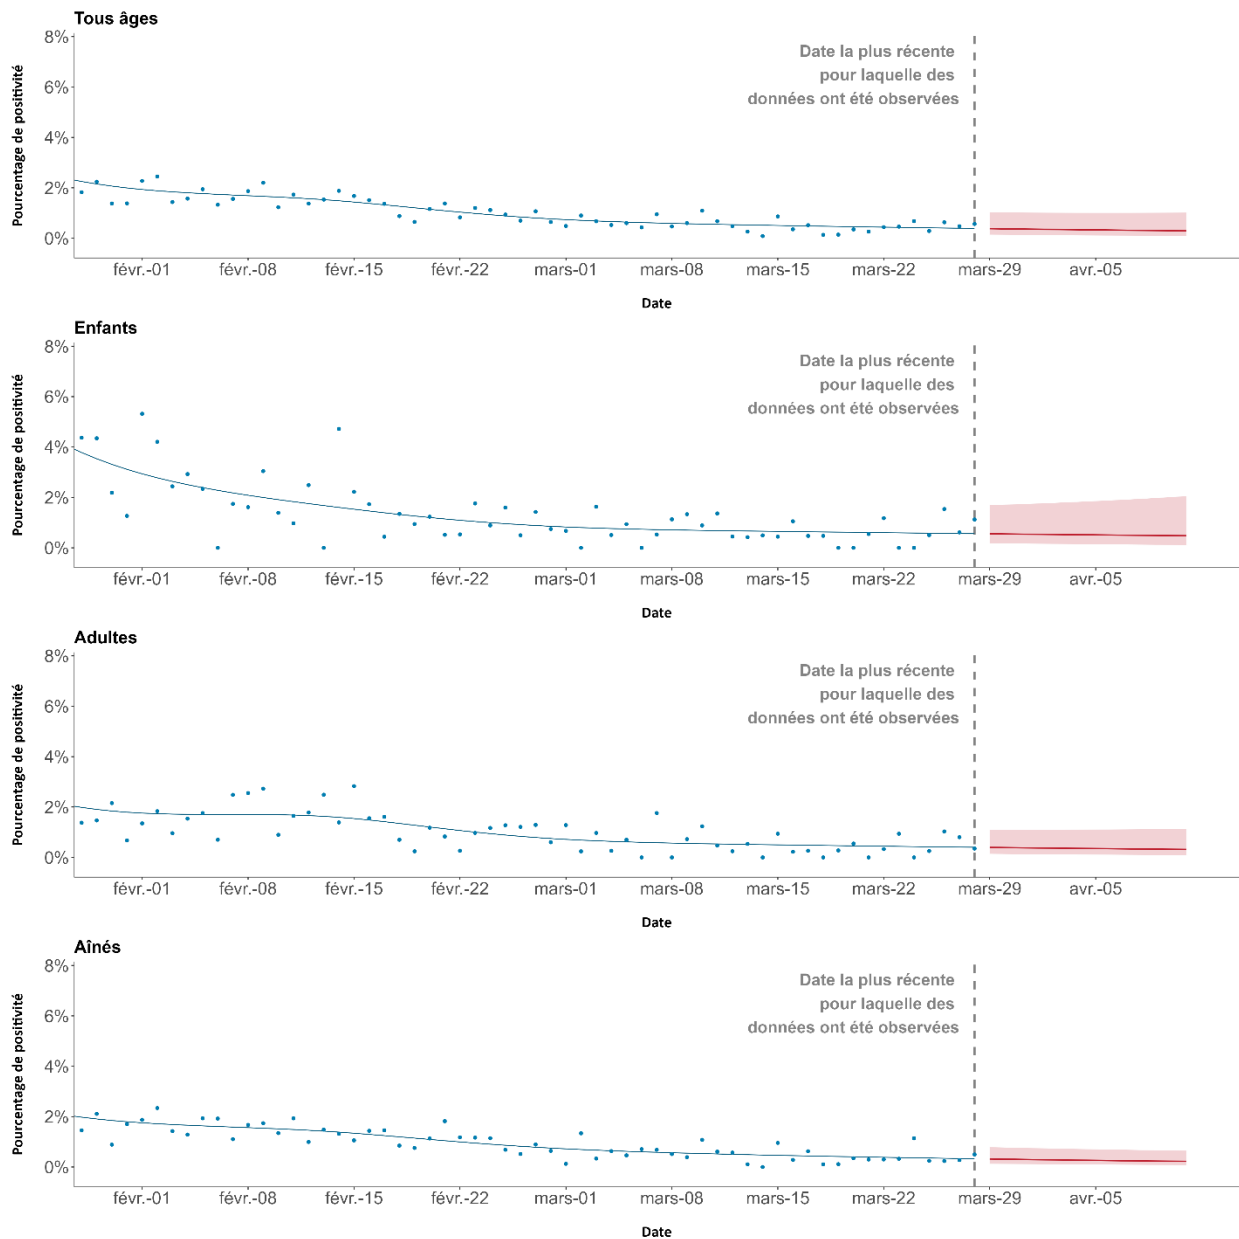 Tous âges
Pourcentage de positivité
8%
6%
4%
2%
0%
Date la plus récente
pour laquelle des
données ont été observées
févr.-01 févr.-08 févr.-15 févr.-22 mars-01 mars-08 mars-15 mars-22 mars-29 avr.-05
Date
Enfants
Pourcentage de positivité
8%
6%
4%
2%
0%
Date la plus récente
pour laquelle des
données ont été observées
févr.-01 févr.-08 févr.-15 févr.-22 mars-01 mars-08 mars-15 mars-22 mars-29 avr.-05
Date
Adultes
Pourcentage de positivité
8%
6%
4%
2%
0%
Date la plus récente
pour laquelle des
données ont été observées
févr.-01 févr.-08 févr.-15 févr.-22 mars-01 mars-08 mars-15 mars-22 mars-29 avr.-05
Date
Aînés
Pourcentage de positivité
8%
6%
4%
2%
0%
Date la plus récente
pour laquelle des
données ont été observées
févr.-01 févr.-08 févr.-15 févr.-22 mars-01 mars-08 mars-15 mars-22 mars-29 avr.-05
Date